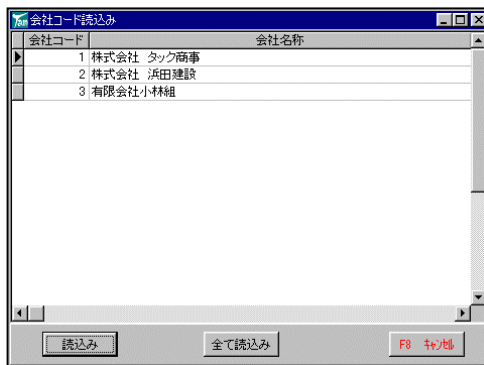 Tam 会社コード読込み
会社コード 会社名称
1 株式会社 タック商事
2 株式会社 浜田建設
3 有限会社小林組
読込み 全て読込み F8 ｷｬﾝｾﾙ